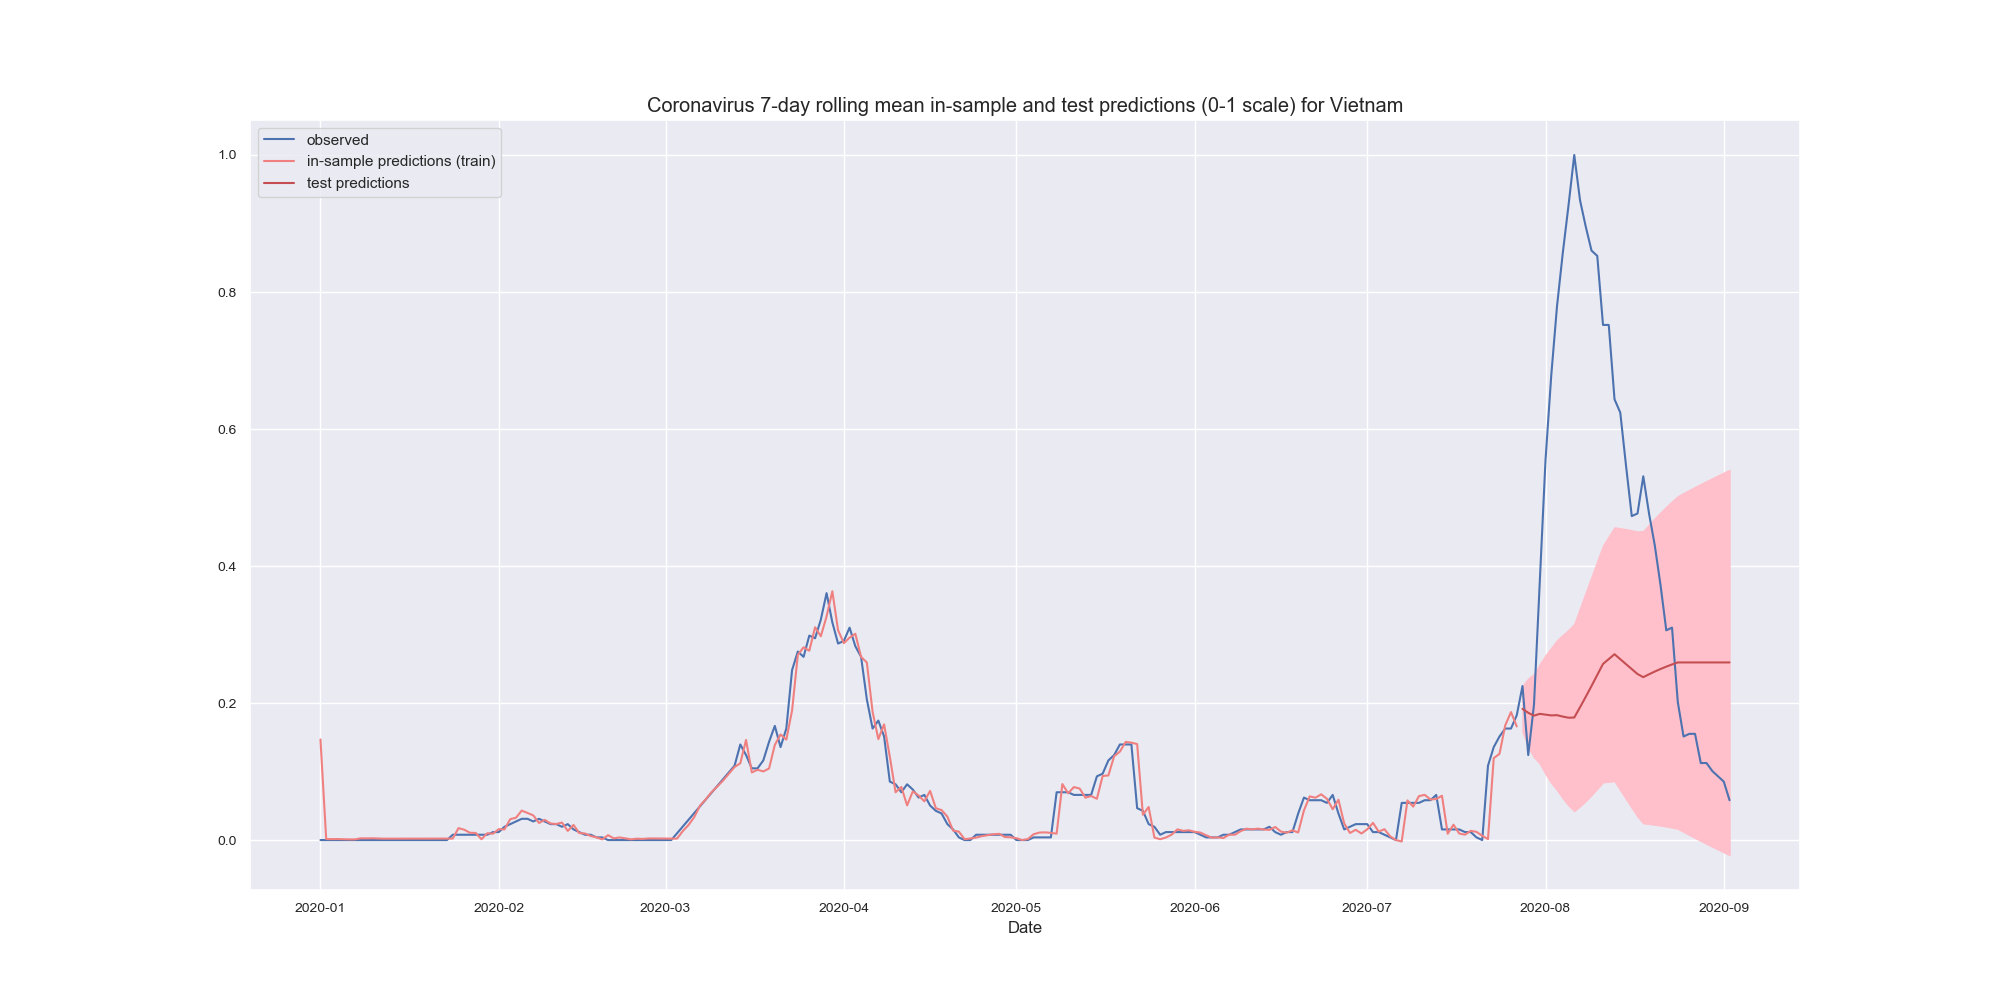 Coronavirus 7-day rolling mean in-sample and test predictions (0-1 scale) for Vietnam
observed
in-sample predictions (train)
test predictions
1.0
0.8
0.6
0.4
0.2
0.0
2020-01 2020-02 2020-03 2020-04 2020-05 2020-06 2020-07 2020-08 2020-09
Date